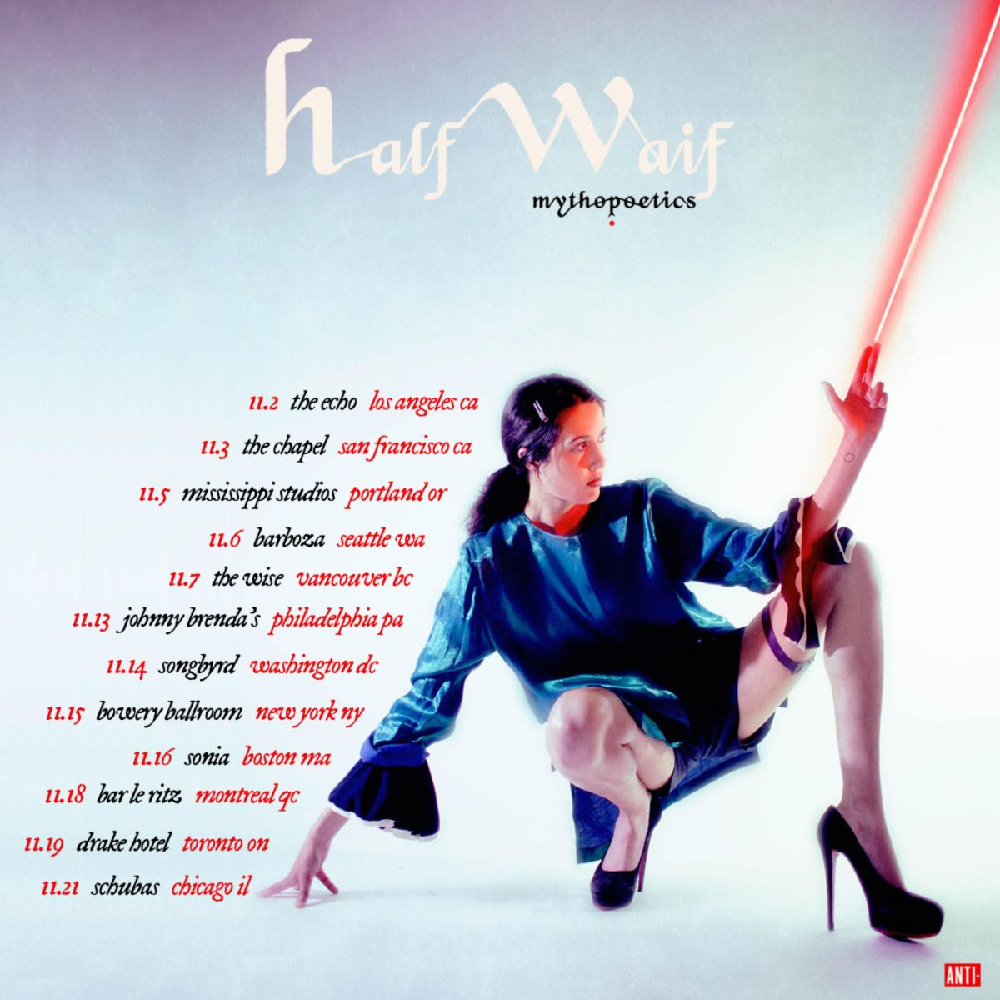 half waif
mythopoetics
11.2 the echo los angeles ca
11.3 the chapel san francisco ca
11.5 mississippi studios portland or
11.6 barboza seattle wa
11.7 the wise vancouver bc
11.13 johnny brenda's philadelphia pa
11.14 songbyrd washington dc
11.15 bowery ballroom new york ny
11.16 sonia boston ma
11.18 bar le ritz montreal qc
11.19 drake hotel toronto on
11.21 schubas chicago il
ANTI-